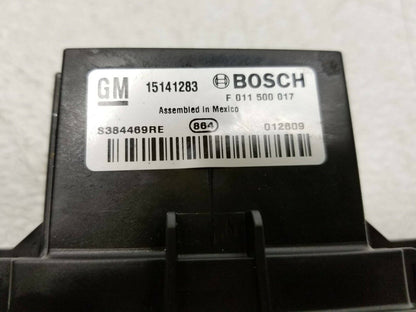 GM 15141283 BOSCH
F 011 500 017
Assembled in Mexico
S384469RE 864 012809